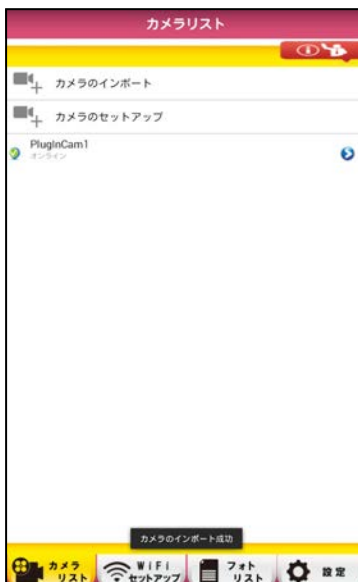 カメラリスト
カメラのインポート
カメラのセットアップ
PlugInCam1
オンライン
カメラのインポート成功
カメラ
リスト
WiFi
セットアップ
フォト
リスト
設定